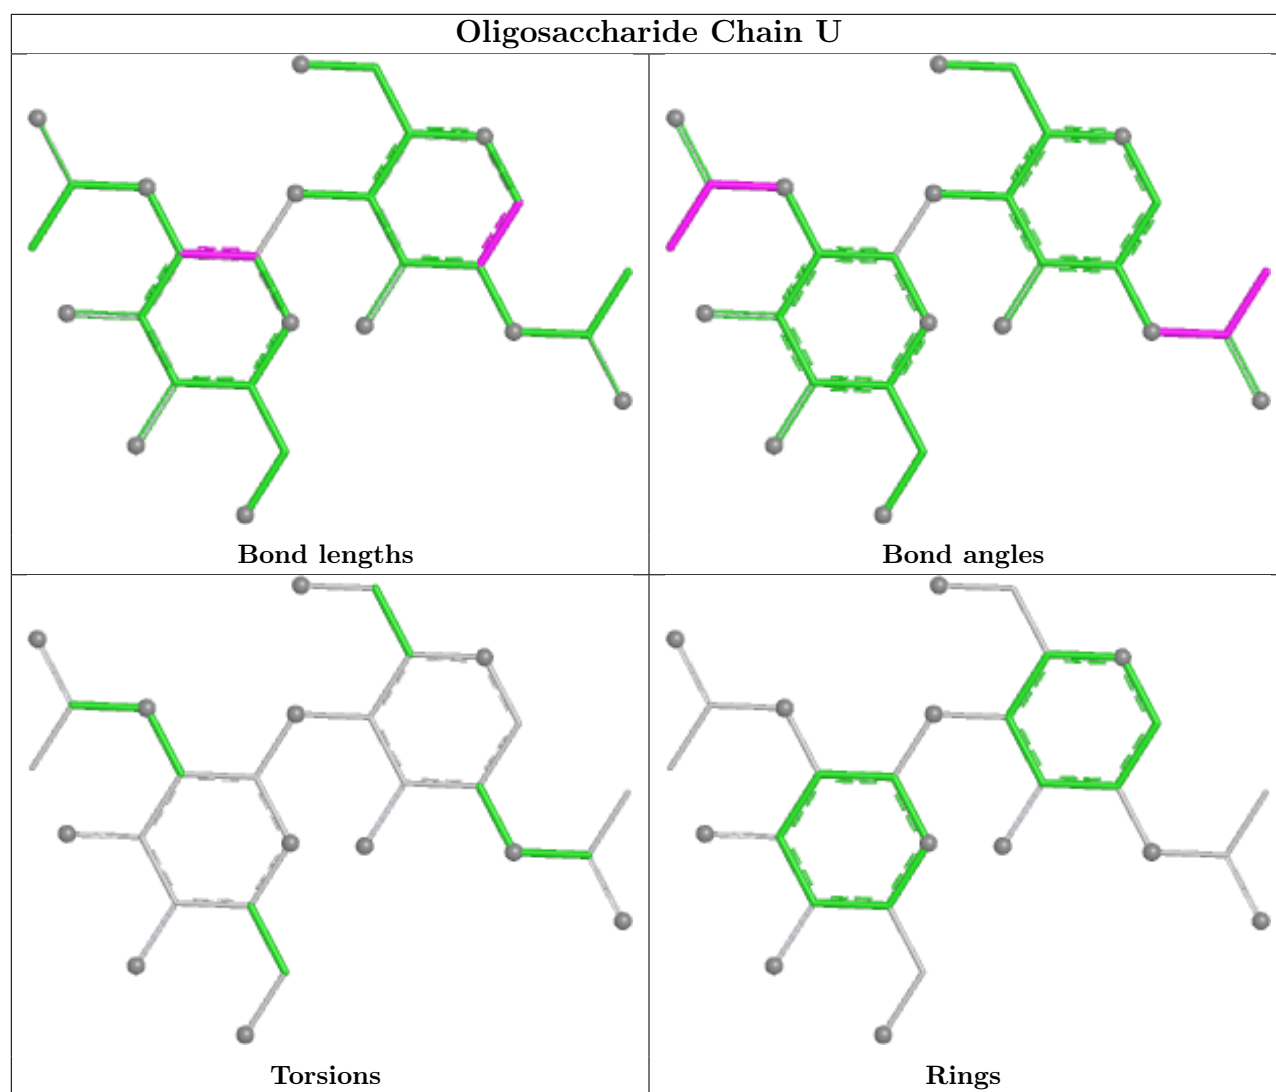 Oligosaccharide Chain U
Bond lengths
Bond angles
Torsions
Rings